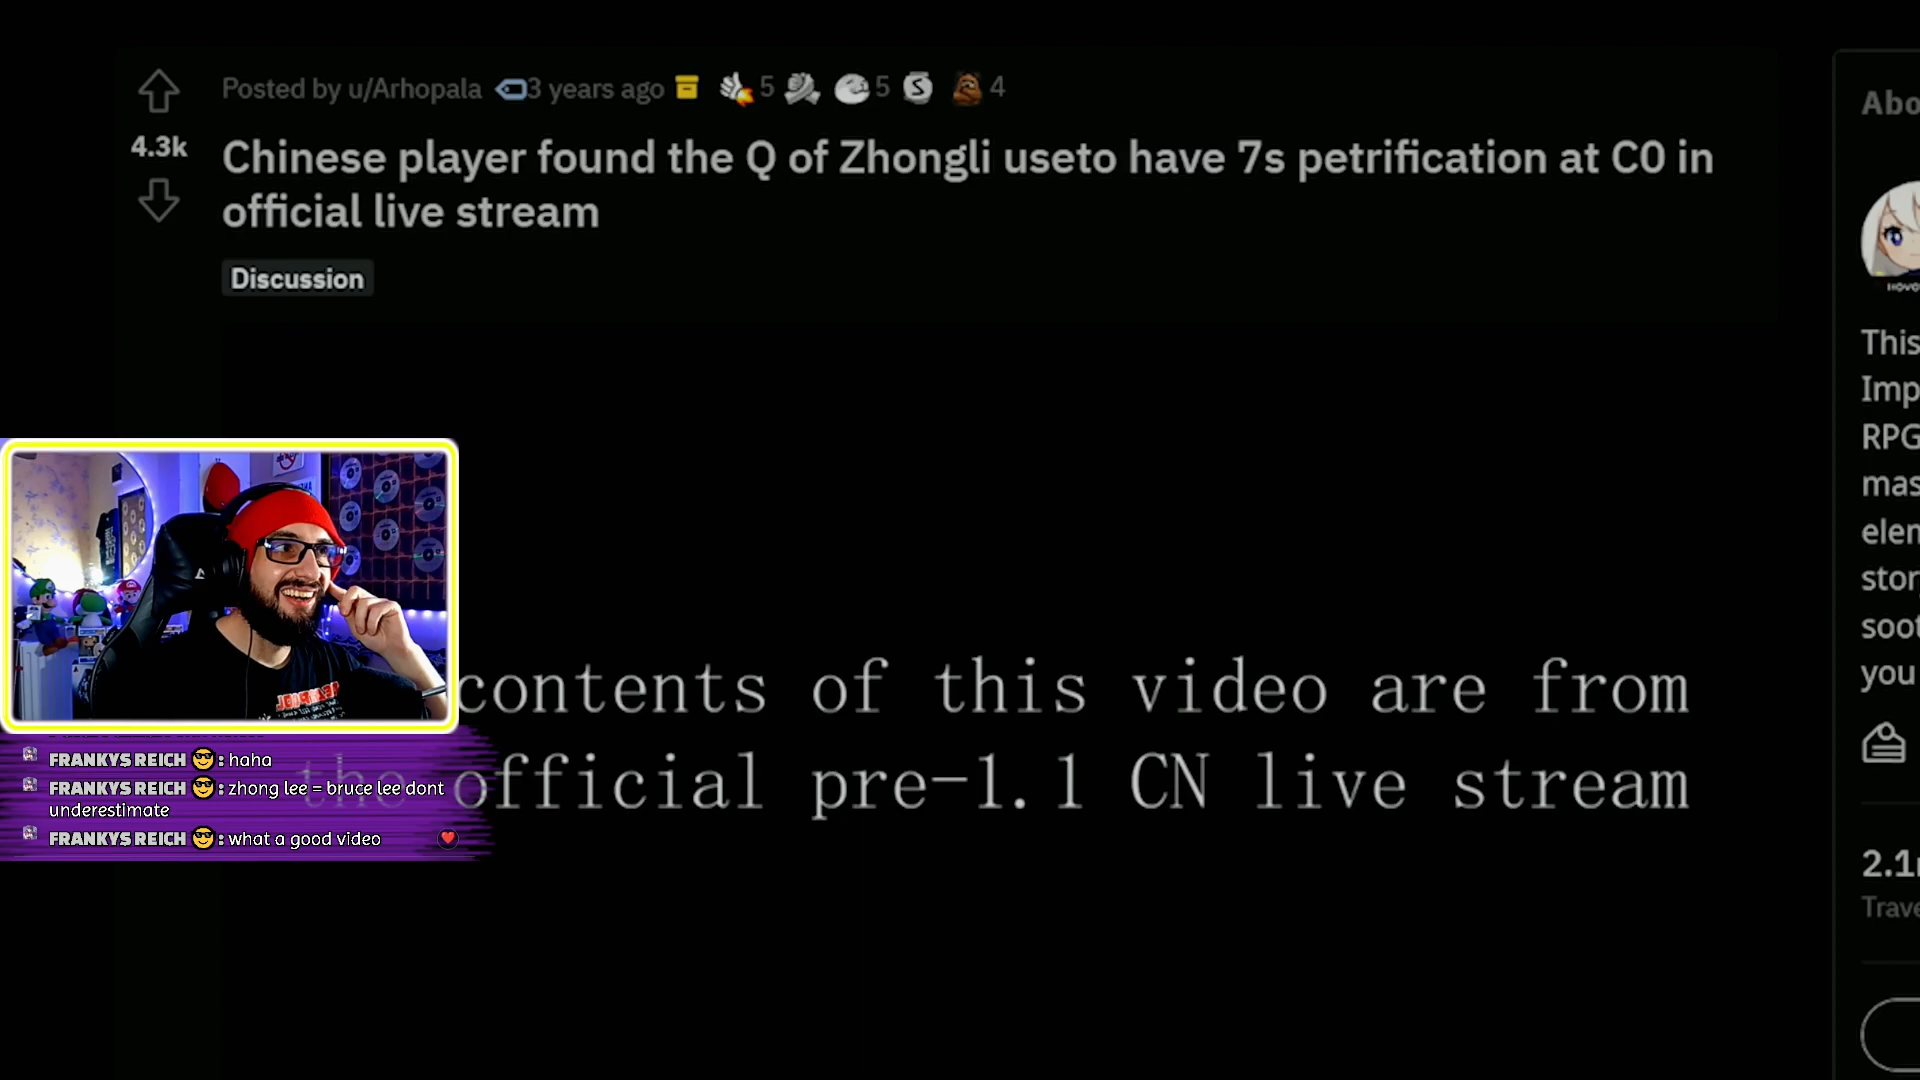 Posted by u/Arhopala 3 years ago 5 5 4
4.3k
Chinese player found the Q of Zhongli useto have 7s petrification at C0 in
official live stream
Discussion
contents of this video are from
the official pre-1.1 CN live stream
FRANKYS REICH 😎 : haha
FRANKYS REICH 😎 : zhong lee = bruce lee dont
underestimate
FRANKYS REICH 😎 : what a good video
Abo
This
Imp
RPG
mas
elen
stor
soot
you
2.1
Trave